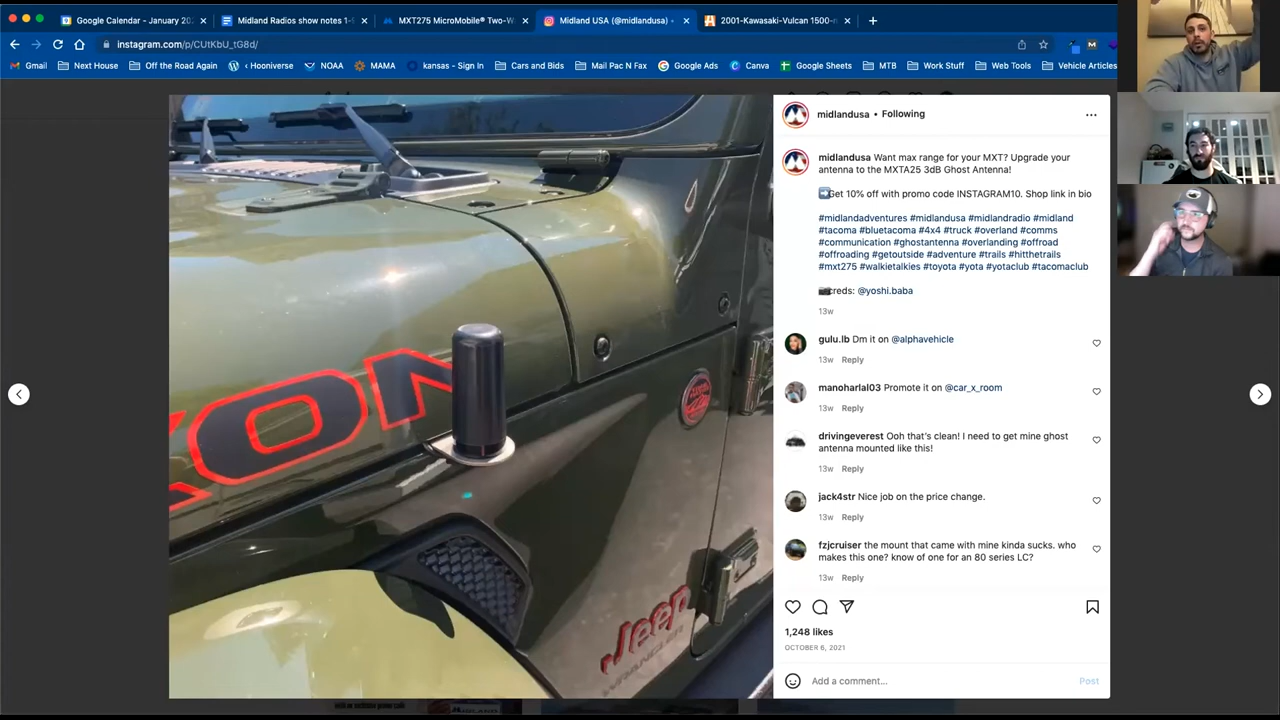 Google Calendar - January 202
Midland Radios show notes 1-
MXT275 MicroMobile® Two-W
Midland USA (@midlandusa) •
2001-Kawasaki-Vulcan 1500-n
instagram.com/p/CUtKbU_tG8d/
Gmail
Next House
Off the Road Again
‹ Hooniverse
NOAA
MAMA
kansas - Sign In
Cars and Bids
Mail Pac N Fax
Google Ads
Canva
Google Sheets
MTB
Work Stuff
Web Tools
Vehicle Articles
midlandusa • Following
midlandusa Want max range for your MXT? Upgrade your
antenna to the MXTA25 3dB Ghost Antenna!
Get 10% off with promo code INSTAGRAM10. Shop link in bio
#midlandadventures #midlandusa #midlandradio #midland
#tacoma #bluetacoma #4x4 #truck #overland #comms
#communication #ghostantenna #overlanding #offroad
#offroading #getoutside #adventure #trails #hitthetrails
#mxt275 #walkietalkies #toyota #yota #yotaclub #tacomaclub
creds: @yoshi.baba
13w
gulu.lb Dm it on @alphavehicle
13w Reply
manoharlal03 Promote it on @car_x_room
13w Reply
drivingeverest Ooh that's clean! I need to get mine ghost
antenna mounted like this!
13w Reply
jack4str Nice job on the price change.
13w Reply
fzjcruiser the mount that came with mine kinda sucks. who
makes this one? know of one for an 80 series LC?
13w Reply
1,248 likes
OCTOBER 6, 2021
Add a comment...
Post
CON
Jeep
WRANGLER
MIDLAND